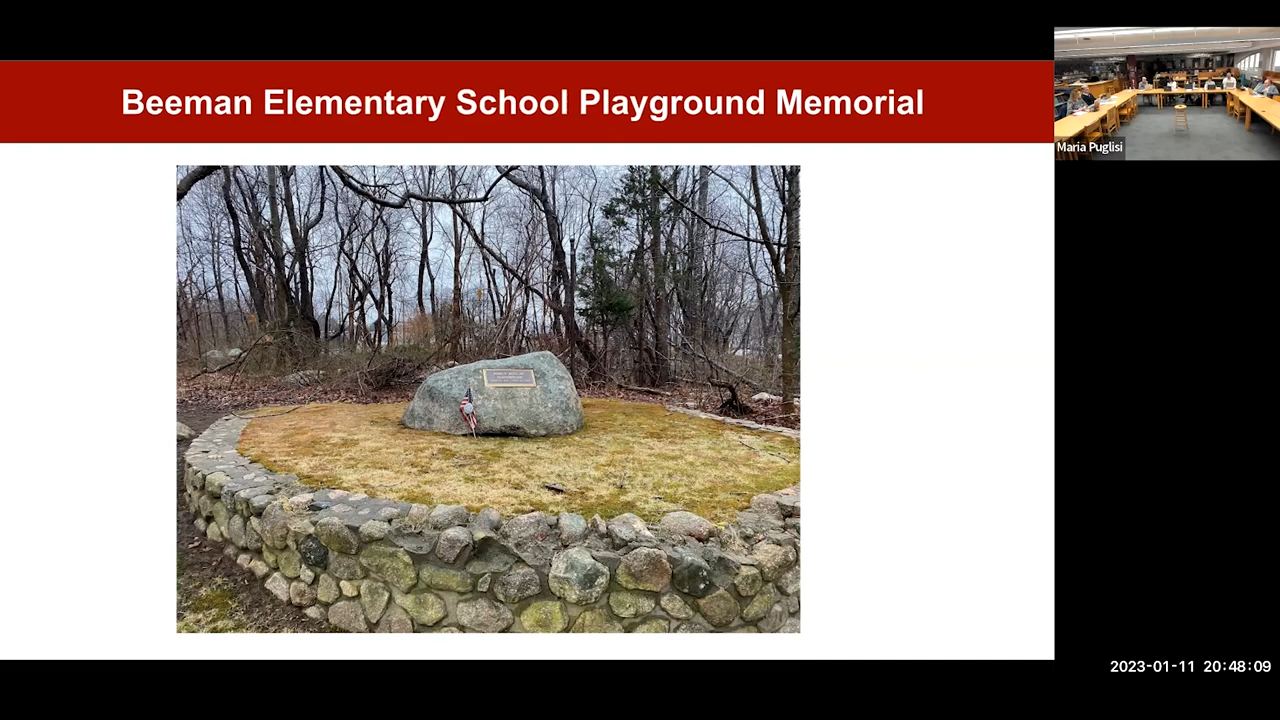 Beeman Elementary School Playground Memorial
Maria Puglisi
2023-01-11 20:48:09